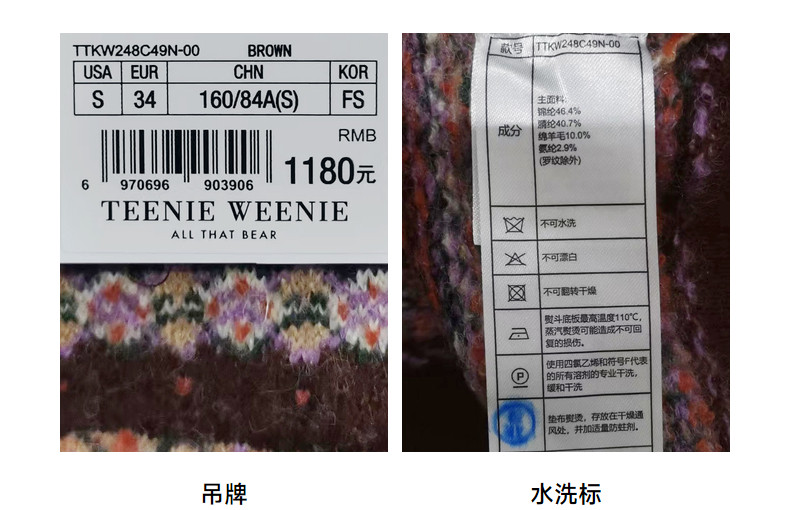 TTKW248C49N-00 BROWN
USA EUR CHN KOR
S 34 160/84A(S) FS
RMB
1180元
6 970696 903906
TEENIE WEENIE
ALL THAT BEAR
款号 TTKW248C49N-00
成分
主面料:
锦纶46.4%
腈纶40.7%
绵羊毛10.0%
氨纶2.9%
(罗纹除外)
不可水洗
不可漂白
不可翻转干燥
熨斗底板最高温度110℃,
蒸汽熨烫可能造成不可回
复的损伤。
P
使用四氯乙烯和符号F代表
的所有溶剂的专业干洗,
缓和干洗
垫布熨烫,存放在干燥通
风处,并加适量防蛀剂。
吊牌
水洗标